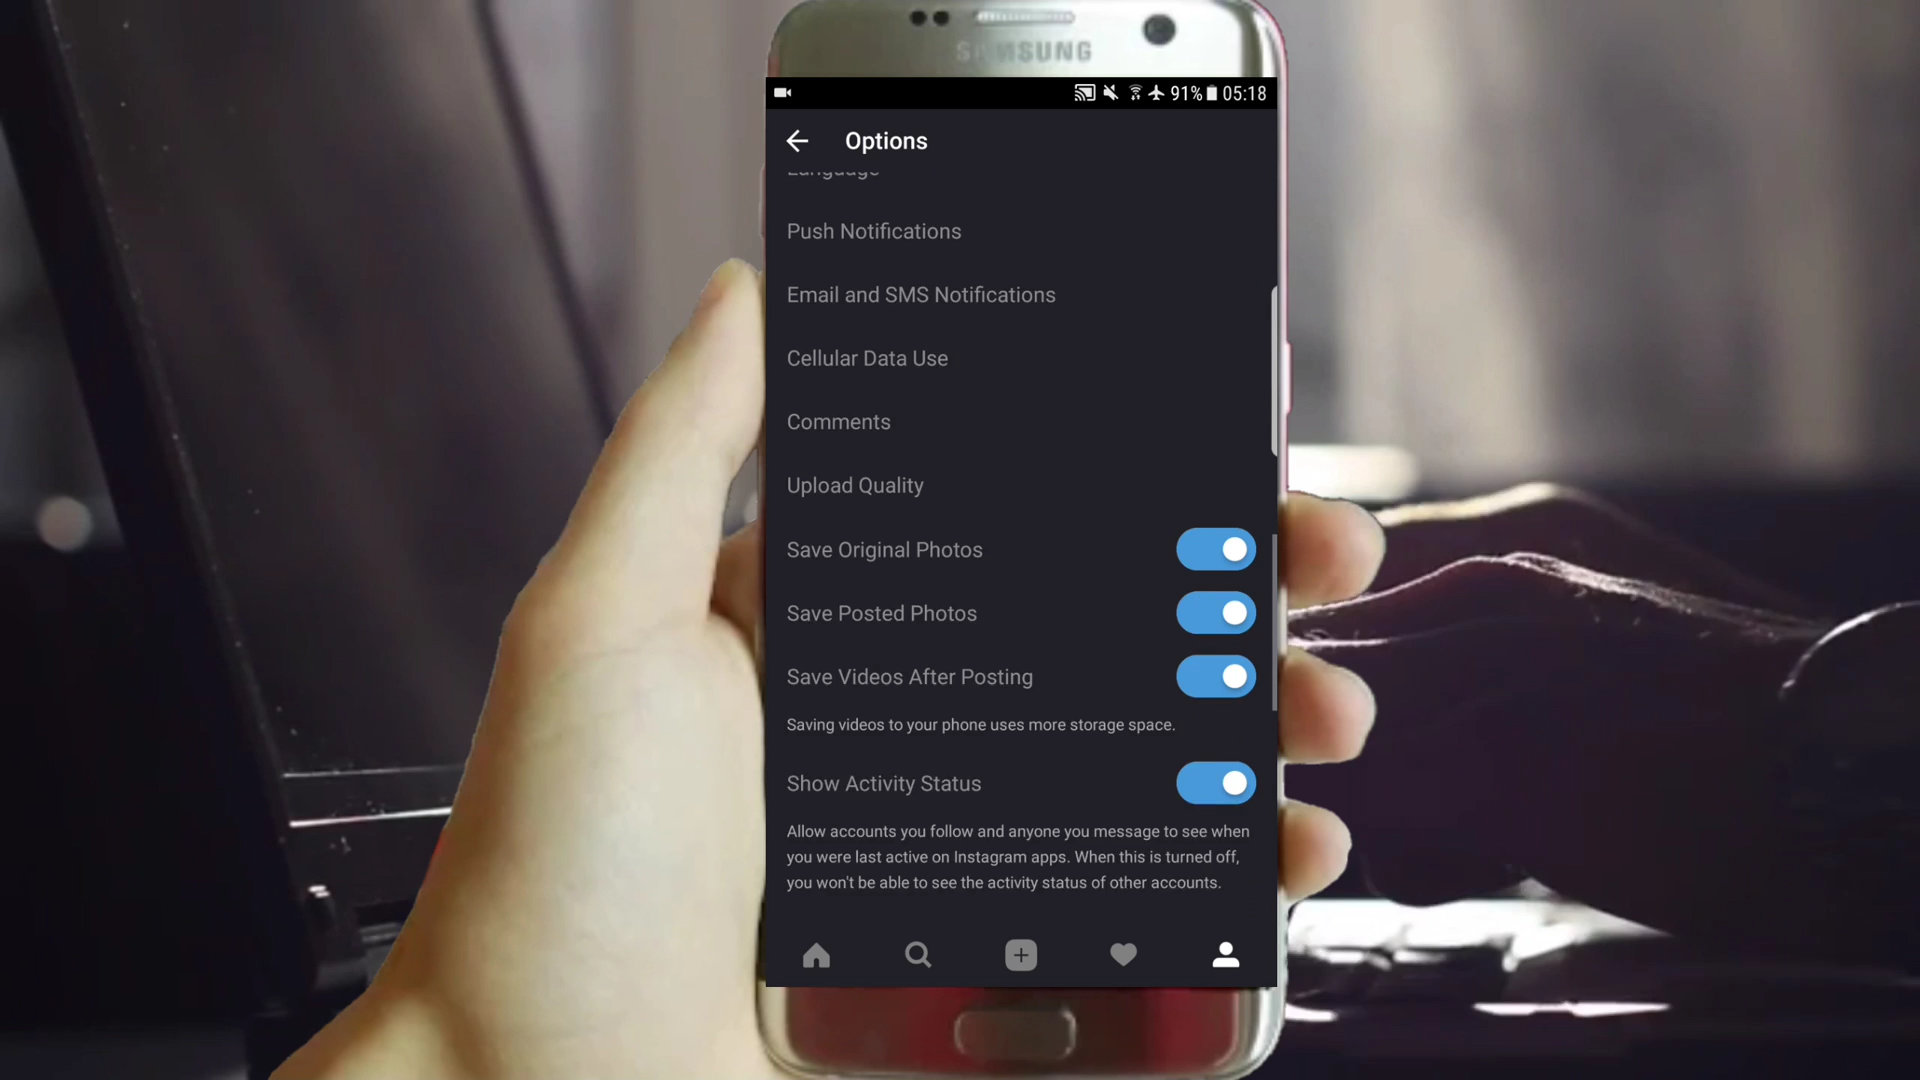 SAMSUNG
91% 05:18
Options
Language
Push Notifications
Email and SMS Notifications
Cellular Data Use
Comments
Upload Quality
Save Original Photos
Save Posted Photos
Save Videos After Posting
Saving videos to your phone uses more storage space.
Show Activity Status
Allow accounts you follow and anyone you message to see when
you were last active on Instagram apps. When this is turned off,
you won't be able to see the activity status of other accounts.